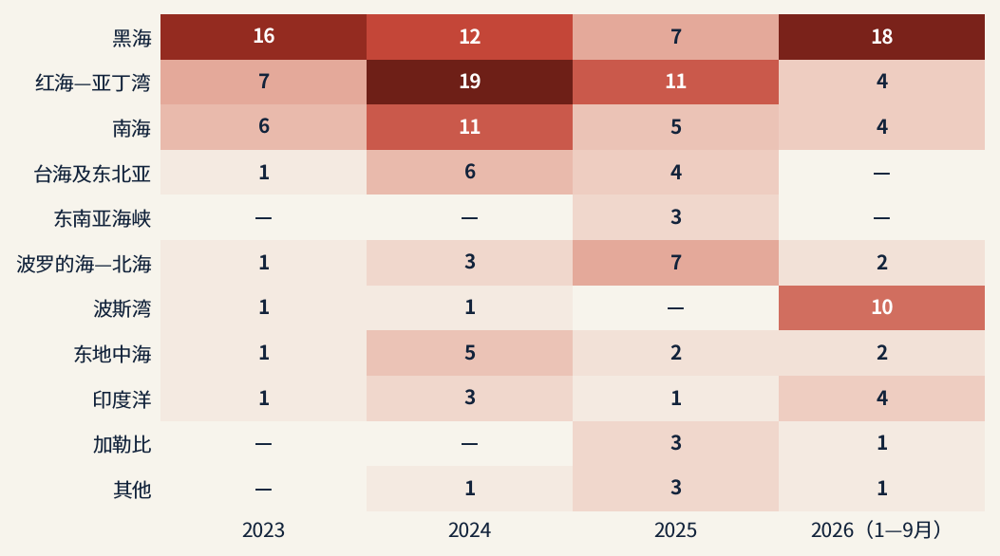 黑海 16 12 7 18
红海—亚丁湾 7 19 11 4
南海 6 11 5 4
台海及东北亚 1 6 4 —
东南亚海峡 — — 3 —
波罗的海—北海 1 3 7 2
波斯湾 1 1 — 10
东地中海 1 5 2 2
印度洋 1 3 1 4
加勒比 — — 3 1
其他 — 1 3 1
2023 2024 2025 2026（1—9月）